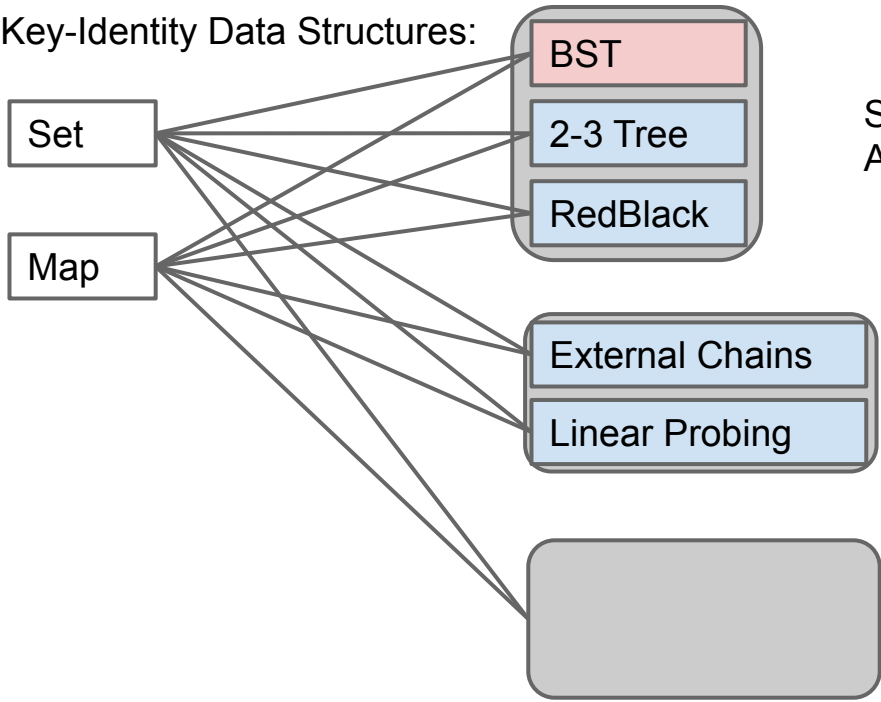 Key-Identity Data Structures:
BST
Set
2-3 Tree
RedBlack
Map
External Chains
Linear Probing
S
A